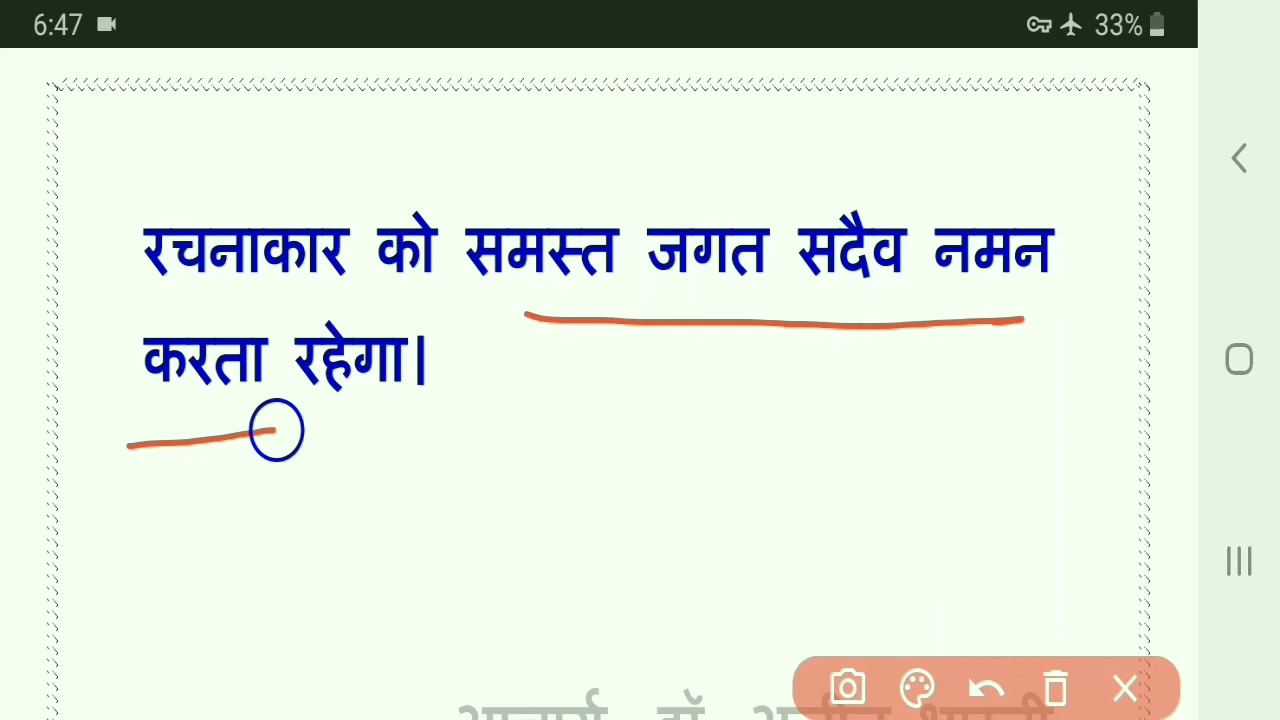 6:47
33%
रचनाकार को समस्त जगत सदैव नमन
करता रहेगा।